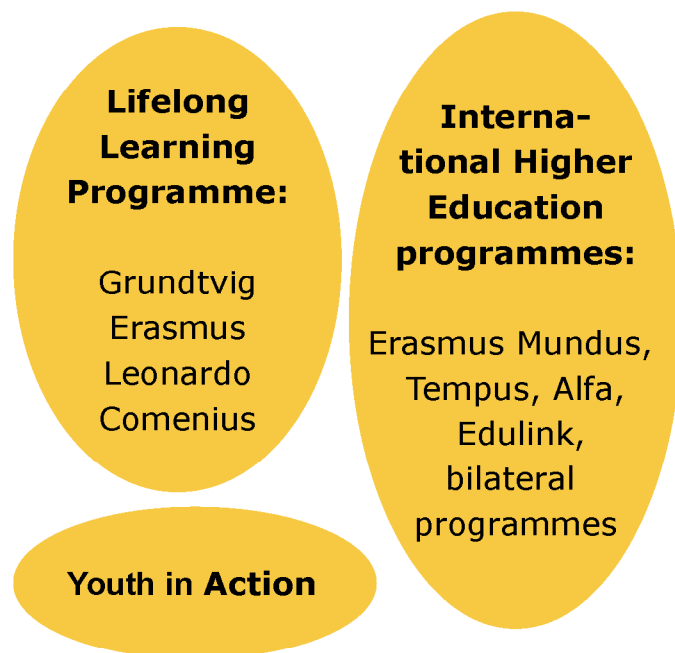 Lifelong
Learning
Programme:
Grundtvig
Erasmus
Leonardo
Comenius
Interna-
tional Higher
Education
programmes:
Erasmus Mundus,
Tempus, Alfa,
Edulink,
bilateral
programmes
Youth in Action